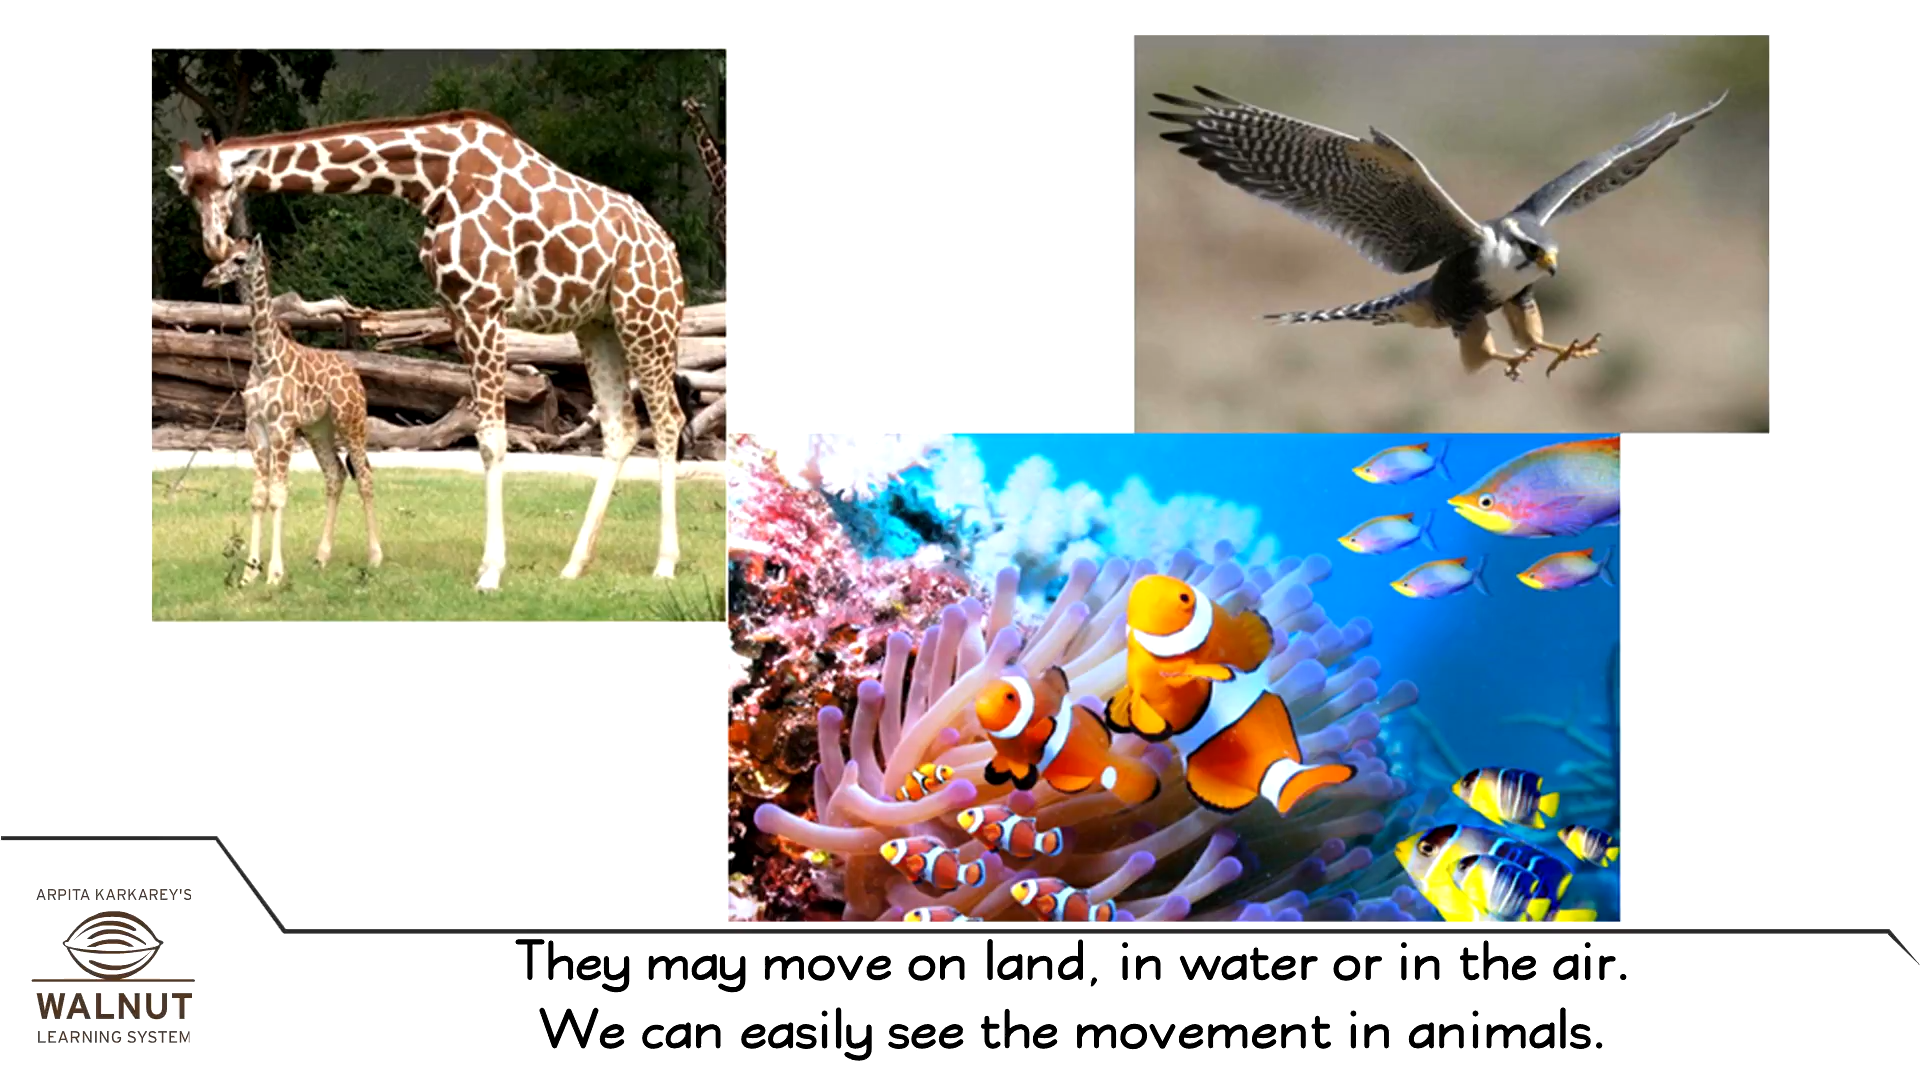 ARPITA KARKAREY'S
WALNUT
LEARNING SYSTEM
They may move on land, in water or in the air.
We can easily see the movement in animals.